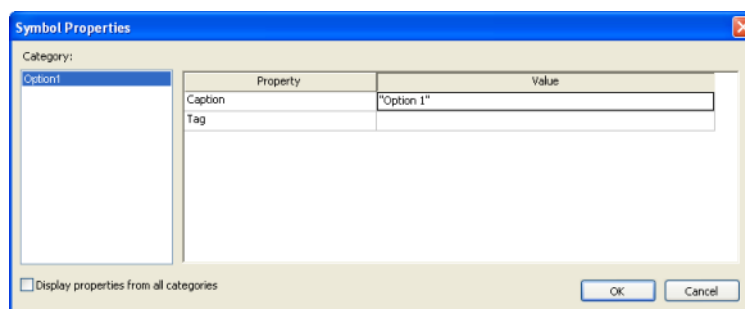 Symbol Properties
Category:
Option1
Property Value
Caption "Option 1"
Tag
Display properties from all categories
OK Cancel